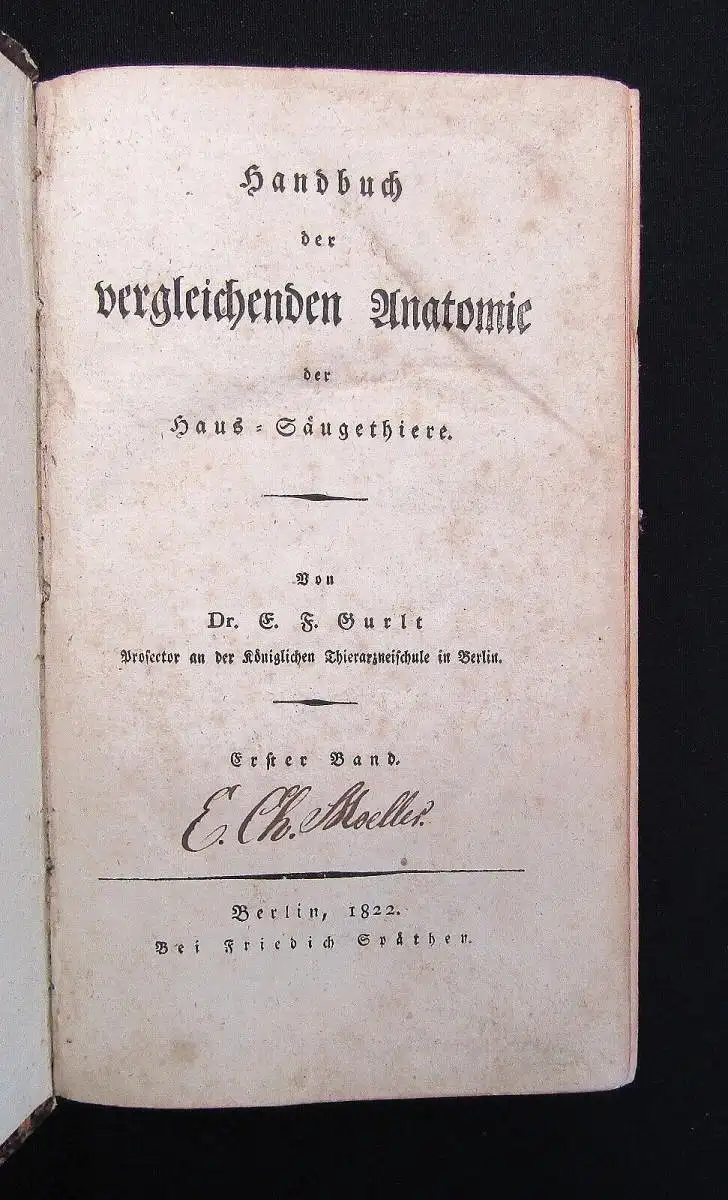 Handbuch
der
vergleichenden Anatomie
der
Haus-Säugethiere.
Von
Dr. E. F. Gurlt
Prosector an der Königlichen Thierarzneischule in Berlin.
Erster Band.
E. Ch. Moeller.
Berlin, 1822.
Bei Friedich Späthen.